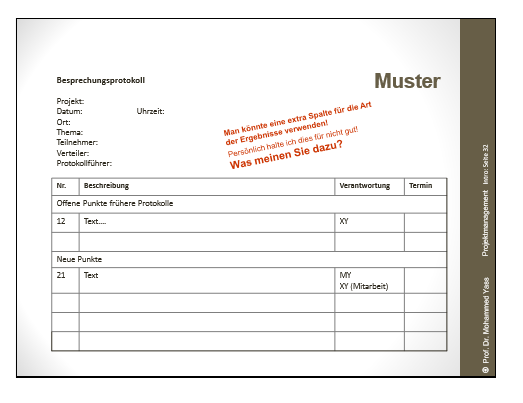 Muster
Besprechungsprotokoll
Projekt:
Datum: Uhrzeit:
Ort:
Thema:
Teilnehmer:
Verteiler:
Protokollführer:
Man könnte eine extra Spalte für die Art
der Ergebnisse verwenden!
Persönlich halte ich dies für nicht gut!
Was meinen Sie dazu?
Nr. Beschreibung Verantwortung Termin
Offene Punkte frühere Protokolle
12 Text.... XY
Neue Punkte
21 Text MY
XY (Mitarbeit)
© Prof. Dr. Mohammed Yass Projektmanagement Intro: Seite 32